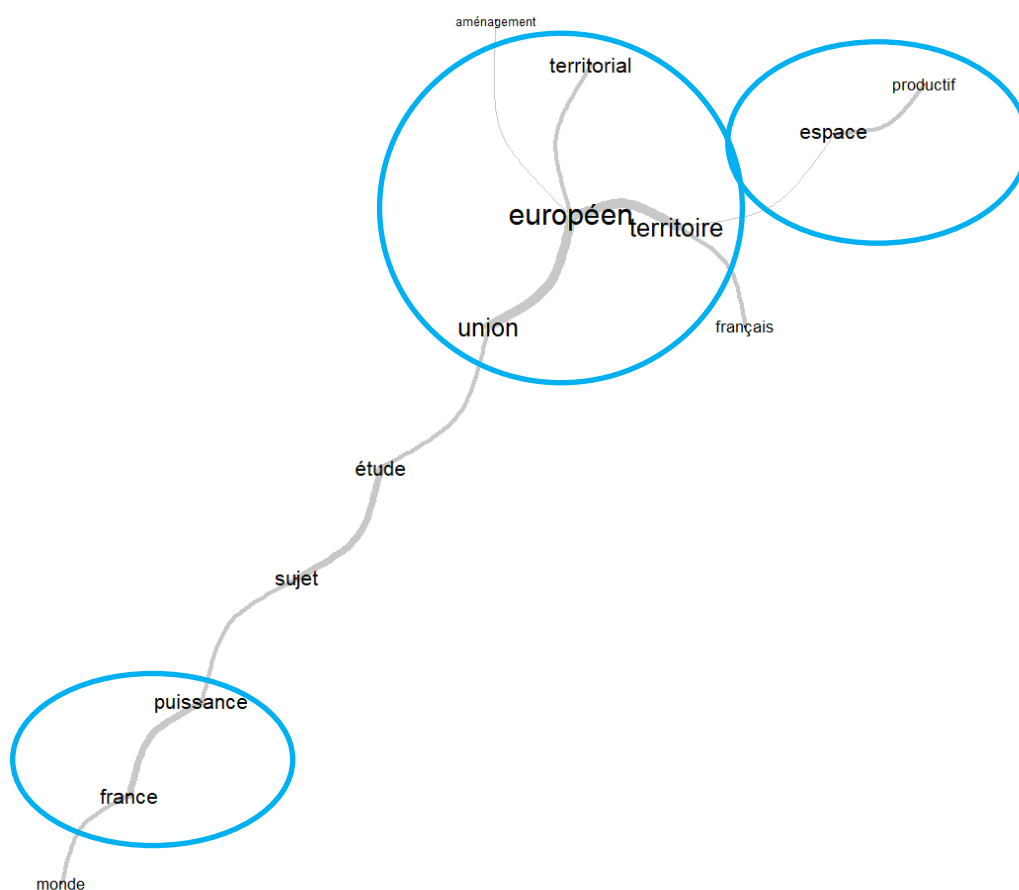 aménagement
territorial
productif
espace
européen
territoire
union
français
étude
sujet
puissance
france
monde